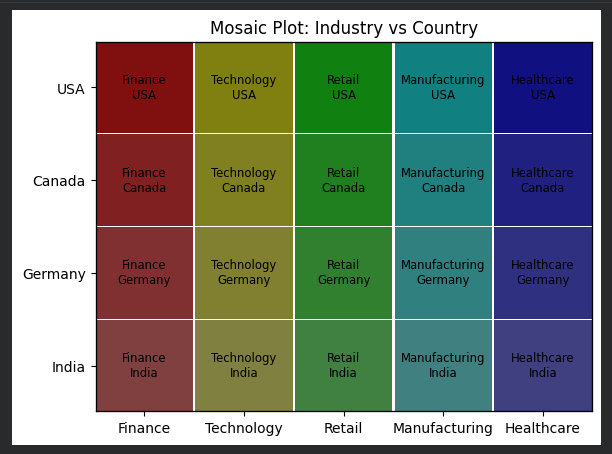 Mosaic Plot: Industry vs Country
USA
Finance
USA
Technology
USA
Retail
USA
Manufacturing
USA
Healthcare
USA
Canada
Finance
Canada
Technology
Canada
Retail
Canada
Manufacturing
Canada
Healthcare
Canada
Germany
Finance
Germany
Technology
Germany
Retail
Germany
Manufacturing
Germany
Healthcare
Germany
India
Finance
India
Technology
India
Retail
India
Manufacturing
India
Healthcare
India
Finance
Technology
Retail
Manufacturing
Healthcare